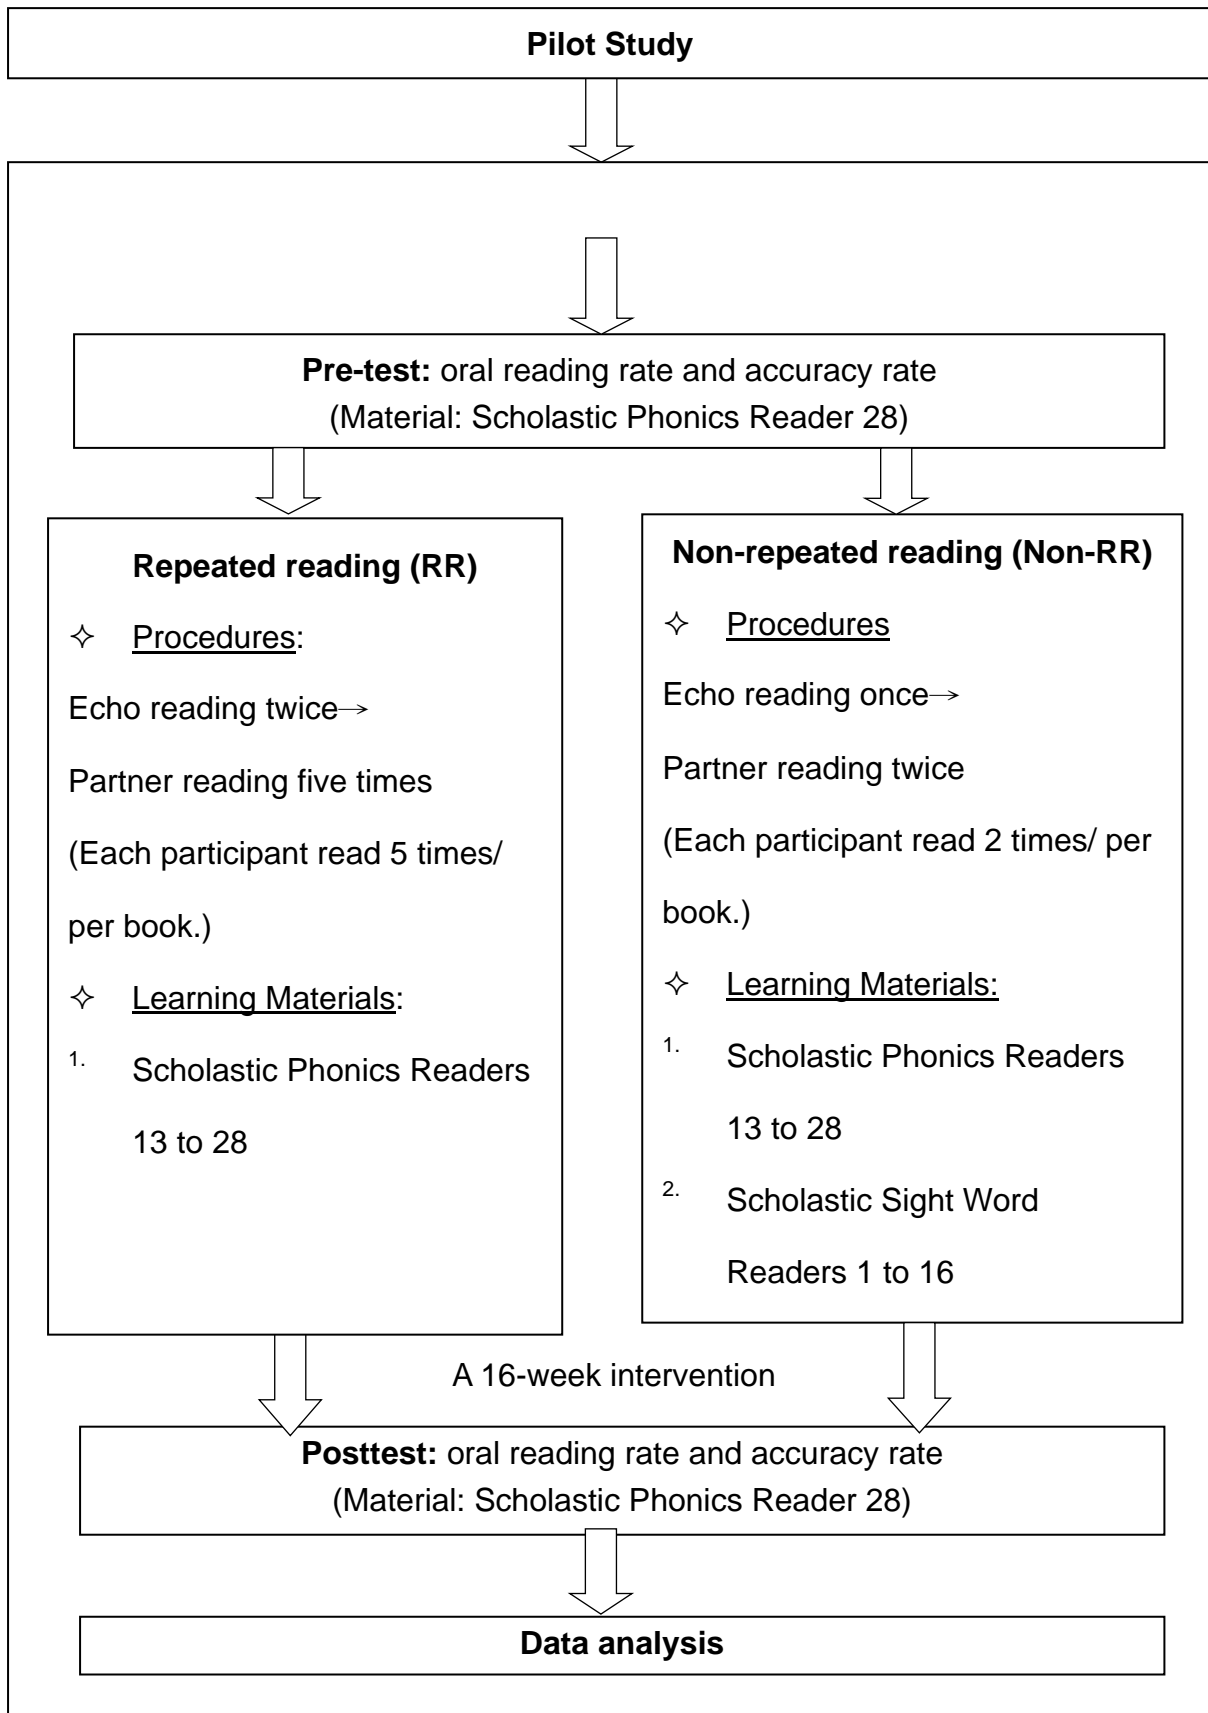 Pilot Study
Pre-test: oral reading rate and accuracy rate
(Material: Scholastic Phonics Reader 28)
Repeated reading (RR)
✧ Procedures:
Echo reading twice→
Partner reading five times
(Each participant read 5 times/
per book.)
✧ Learning Materials:
1. Scholastic Phonics Readers
13 to 28
Non-repeated reading (Non-RR)
✧ Procedures
Echo reading once→
Partner reading twice
(Each participant read 2 times/ per
book.)
✧ Learning Materials:
1. Scholastic Phonics Readers
13 to 28
2. Scholastic Sight Word
Readers 1 to 16
A 16-week intervention
Posttest: oral reading rate and accuracy rate
(Material: Scholastic Phonics Reader 28)
Data analysis